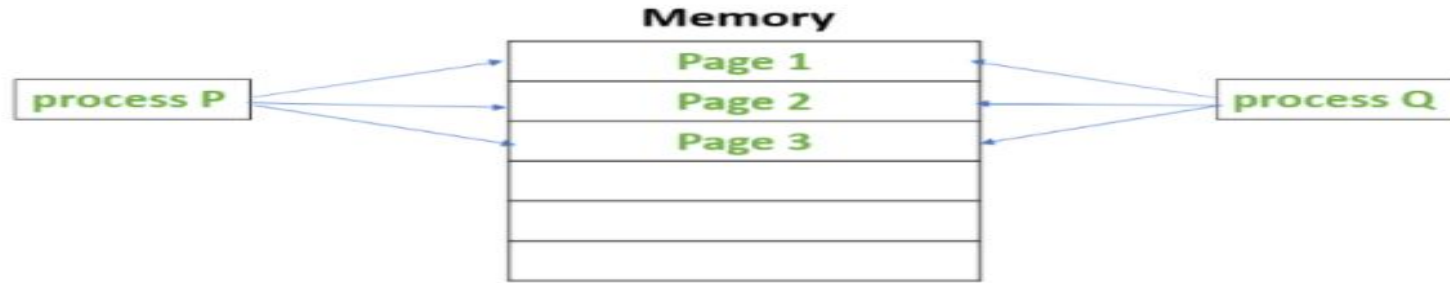 Memory
Page 1
process P
Page 2
process Q
Page 3